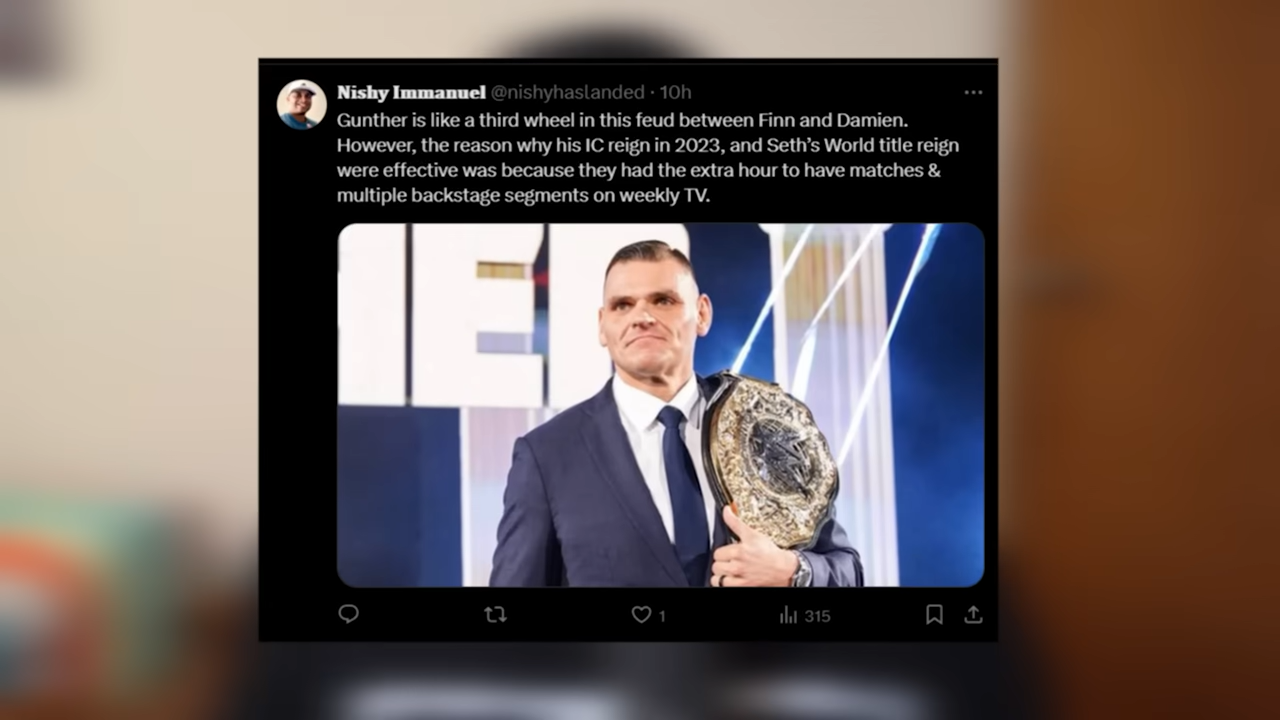 Nishy Immanuel @nishyhaslanded · 10h
Gunther is like a third wheel in this feud between Finn and Damien.
However, the reason why his IC reign in 2023, and Seth's World title reign
were effective was because they had the extra hour to have matches &
multiple backstage segments on weekly TV.
1
315